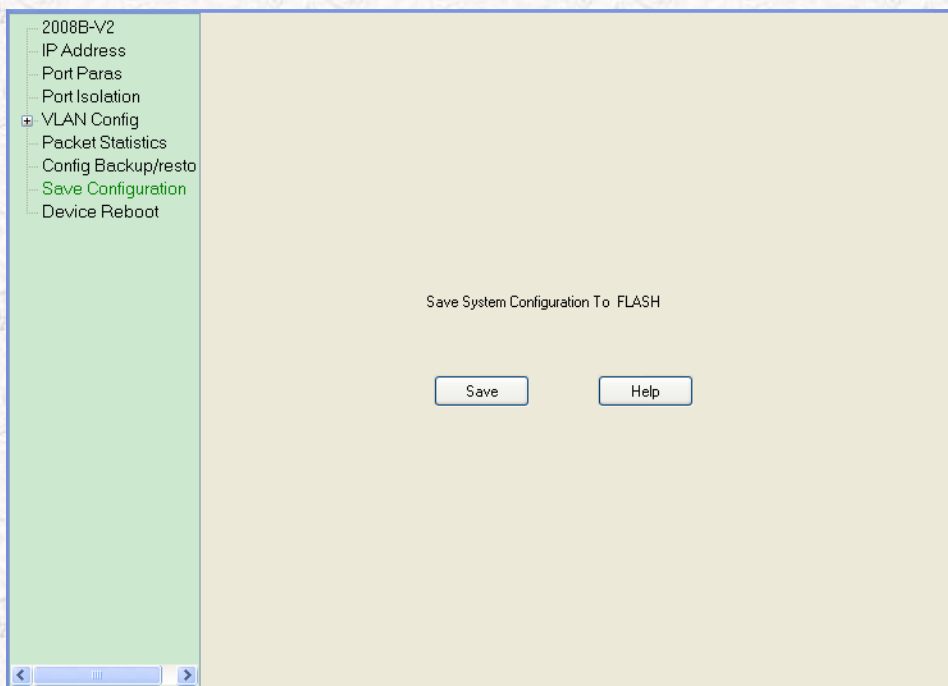 2008B-V2
IP Address
Port Paras
Port Isolation
VLAN Config
Packet Statistics
Config Backup/resto
Save Configuration
Device Reboot
Save System Configuration To FLASH
Save
Help